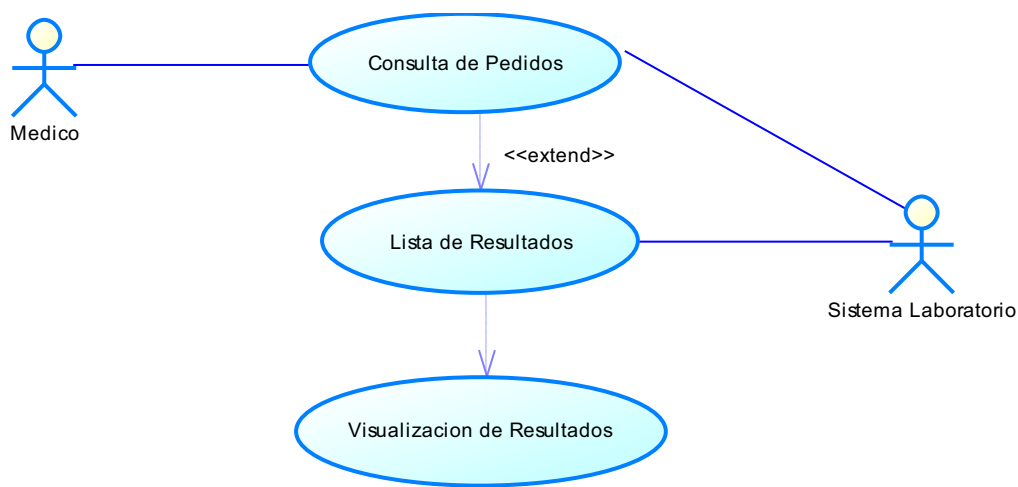 Consulta de Pedidos
Medico
<<extend>>
Lista de Resultados
Sistema Laboratorio
Visualizacion de Resultados